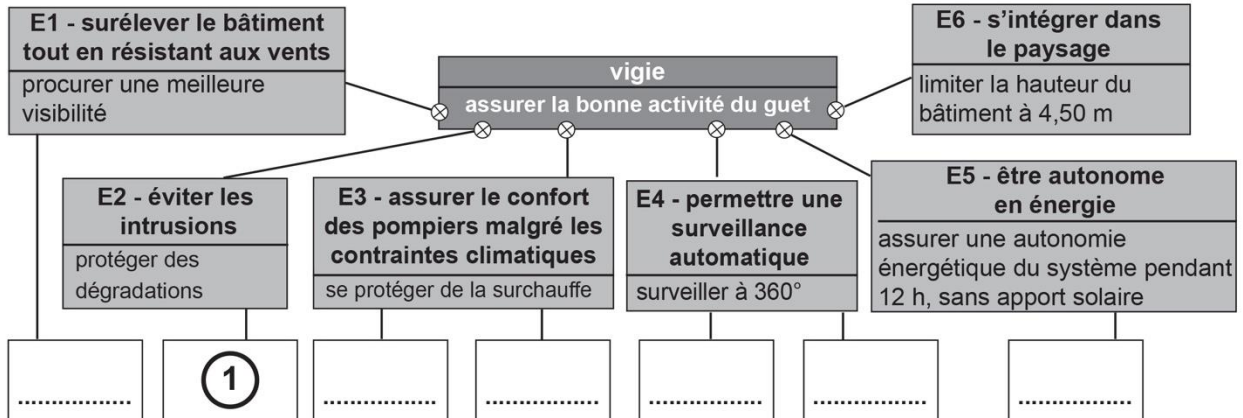 E1 - surélever le bâtiment
tout en résistant aux vents
procurer une meilleure
visibilité
vigie
assurer la bonne activité du guet
E6 - s'intégrer dans
le paysage
limiter la hauteur du
bâtiment à 4,50 m
E2 - éviter les
intrusions
protéger des
dégradations
E3 - assurer le confort
des pompiers malgré les
contraintes climatiques
se protéger de la surchauffe
E4 - permettre une
surveillance
automatique
surveiller à 360°
E5 - être autonome
en énergie
assurer une autonomie
énergétique du système pendant
12 h, sans apport solaire
.................
1
.................
.................
.................
.................
.................
.................